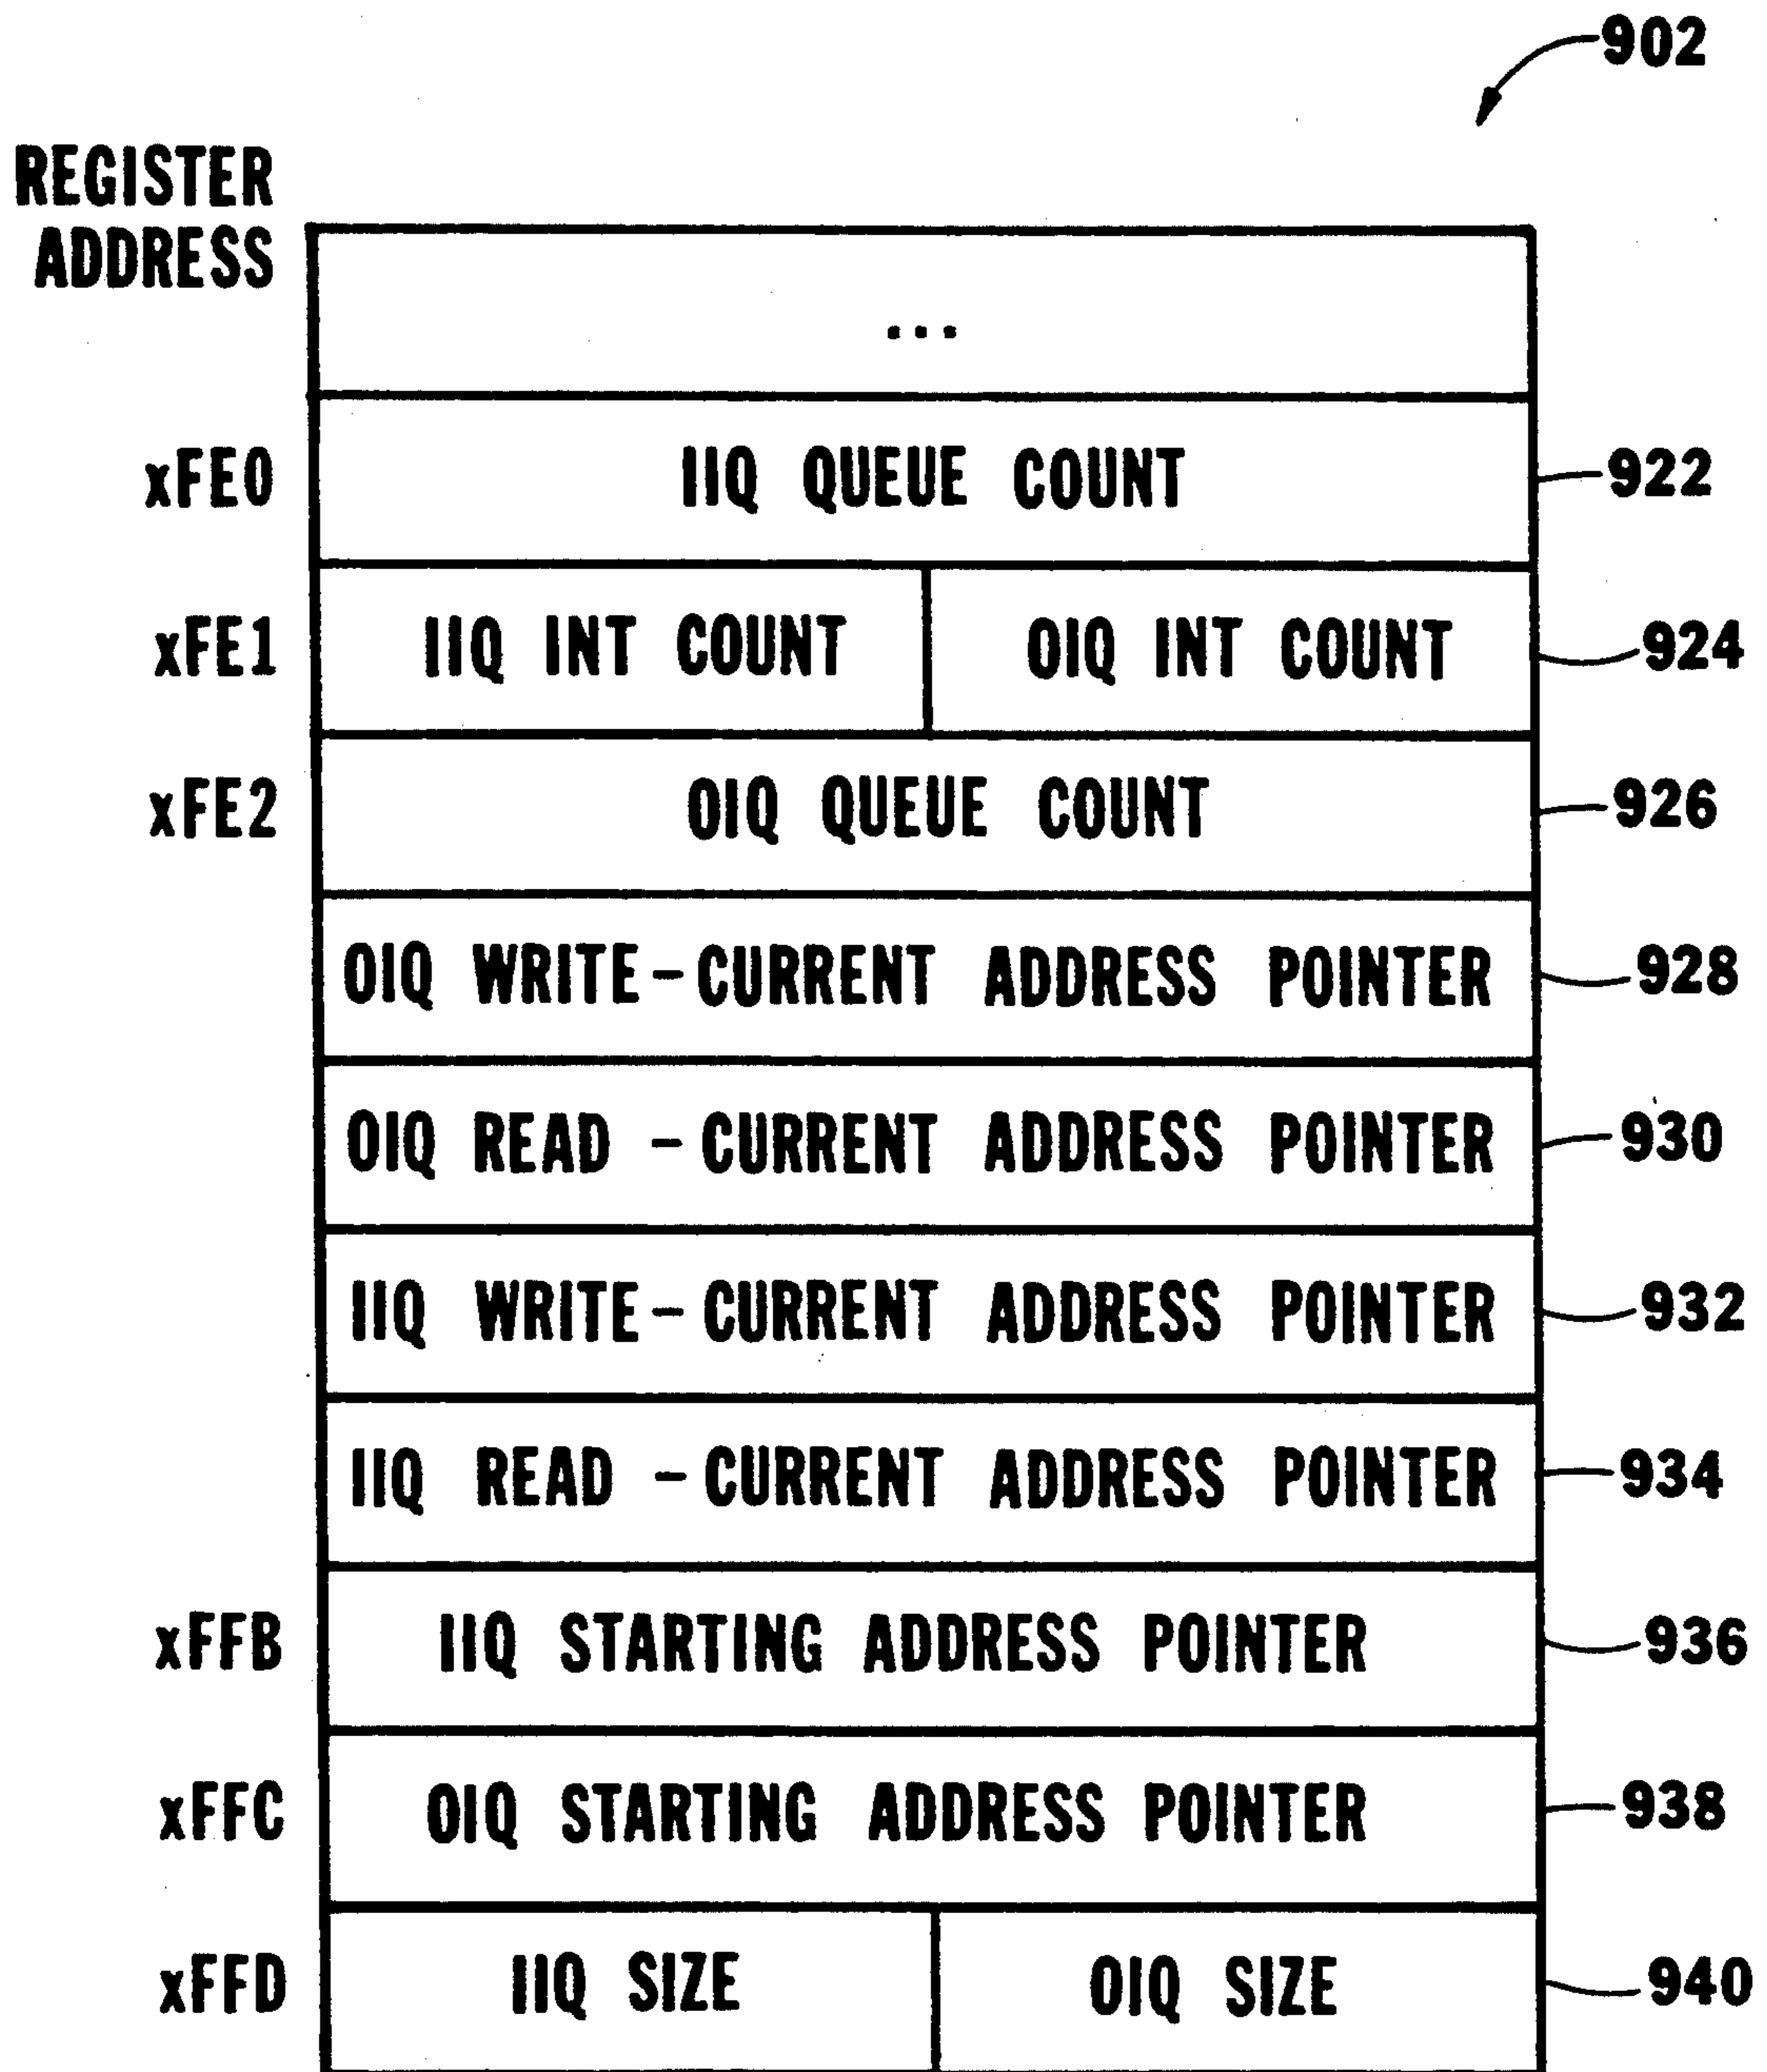 902
REGISTER
ADDRESS
...
xFE0 IIQ QUEUE COUNT 922
xFE1 IIQ INT COUNT OIQ INT COUNT 924
xFE2 OIQ QUEUE COUNT 926
OIQ WRITE-CURRENT ADDRESS POINTER 928
OIQ READ -CURRENT ADDRESS POINTER 930
IIQ WRITE-CURRENT ADDRESS POINTER 932
IIQ READ -CURRENT ADDRESS POINTER 934
xFFB IIQ STARTING ADDRESS POINTER 936
xFFC OIQ STARTING ADDRESS POINTER 938
xFFD IIQ SIZE OIQ SIZE 940